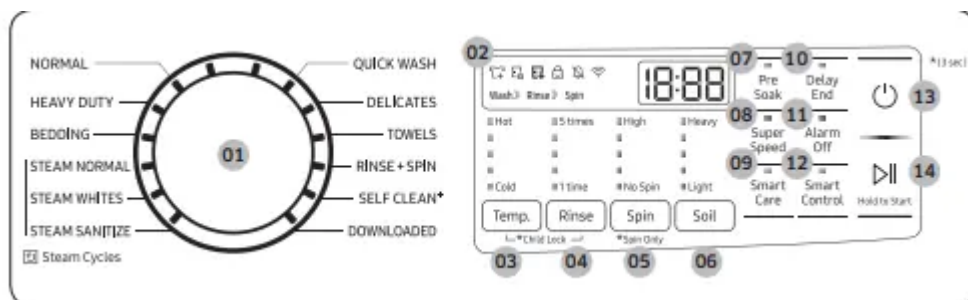 NORMAL
HEAVY DUTY
BEDDING
STEAM NORMAL
STEAM WHITES
STEAM SANITIZE
Steam Cycles
01
QUICK WASH
DELICATES
TOWELS
RINSE + SPIN
SELF CLEAN+
DOWNLOADED
02
Wash Rinse Spin
18:88
Hot 5 times High Heavy
Cold 1 time No Spin Light
Temp. Rinse Spin Soil
*Child Lock *Spin Only
03 04 05 06
07 10
Pre Soak
Delay End
08 11
Super Speed
Alarm Off
09 12
Smart Care
Smart Control
*(3 sec)
13
14
Hold to Start